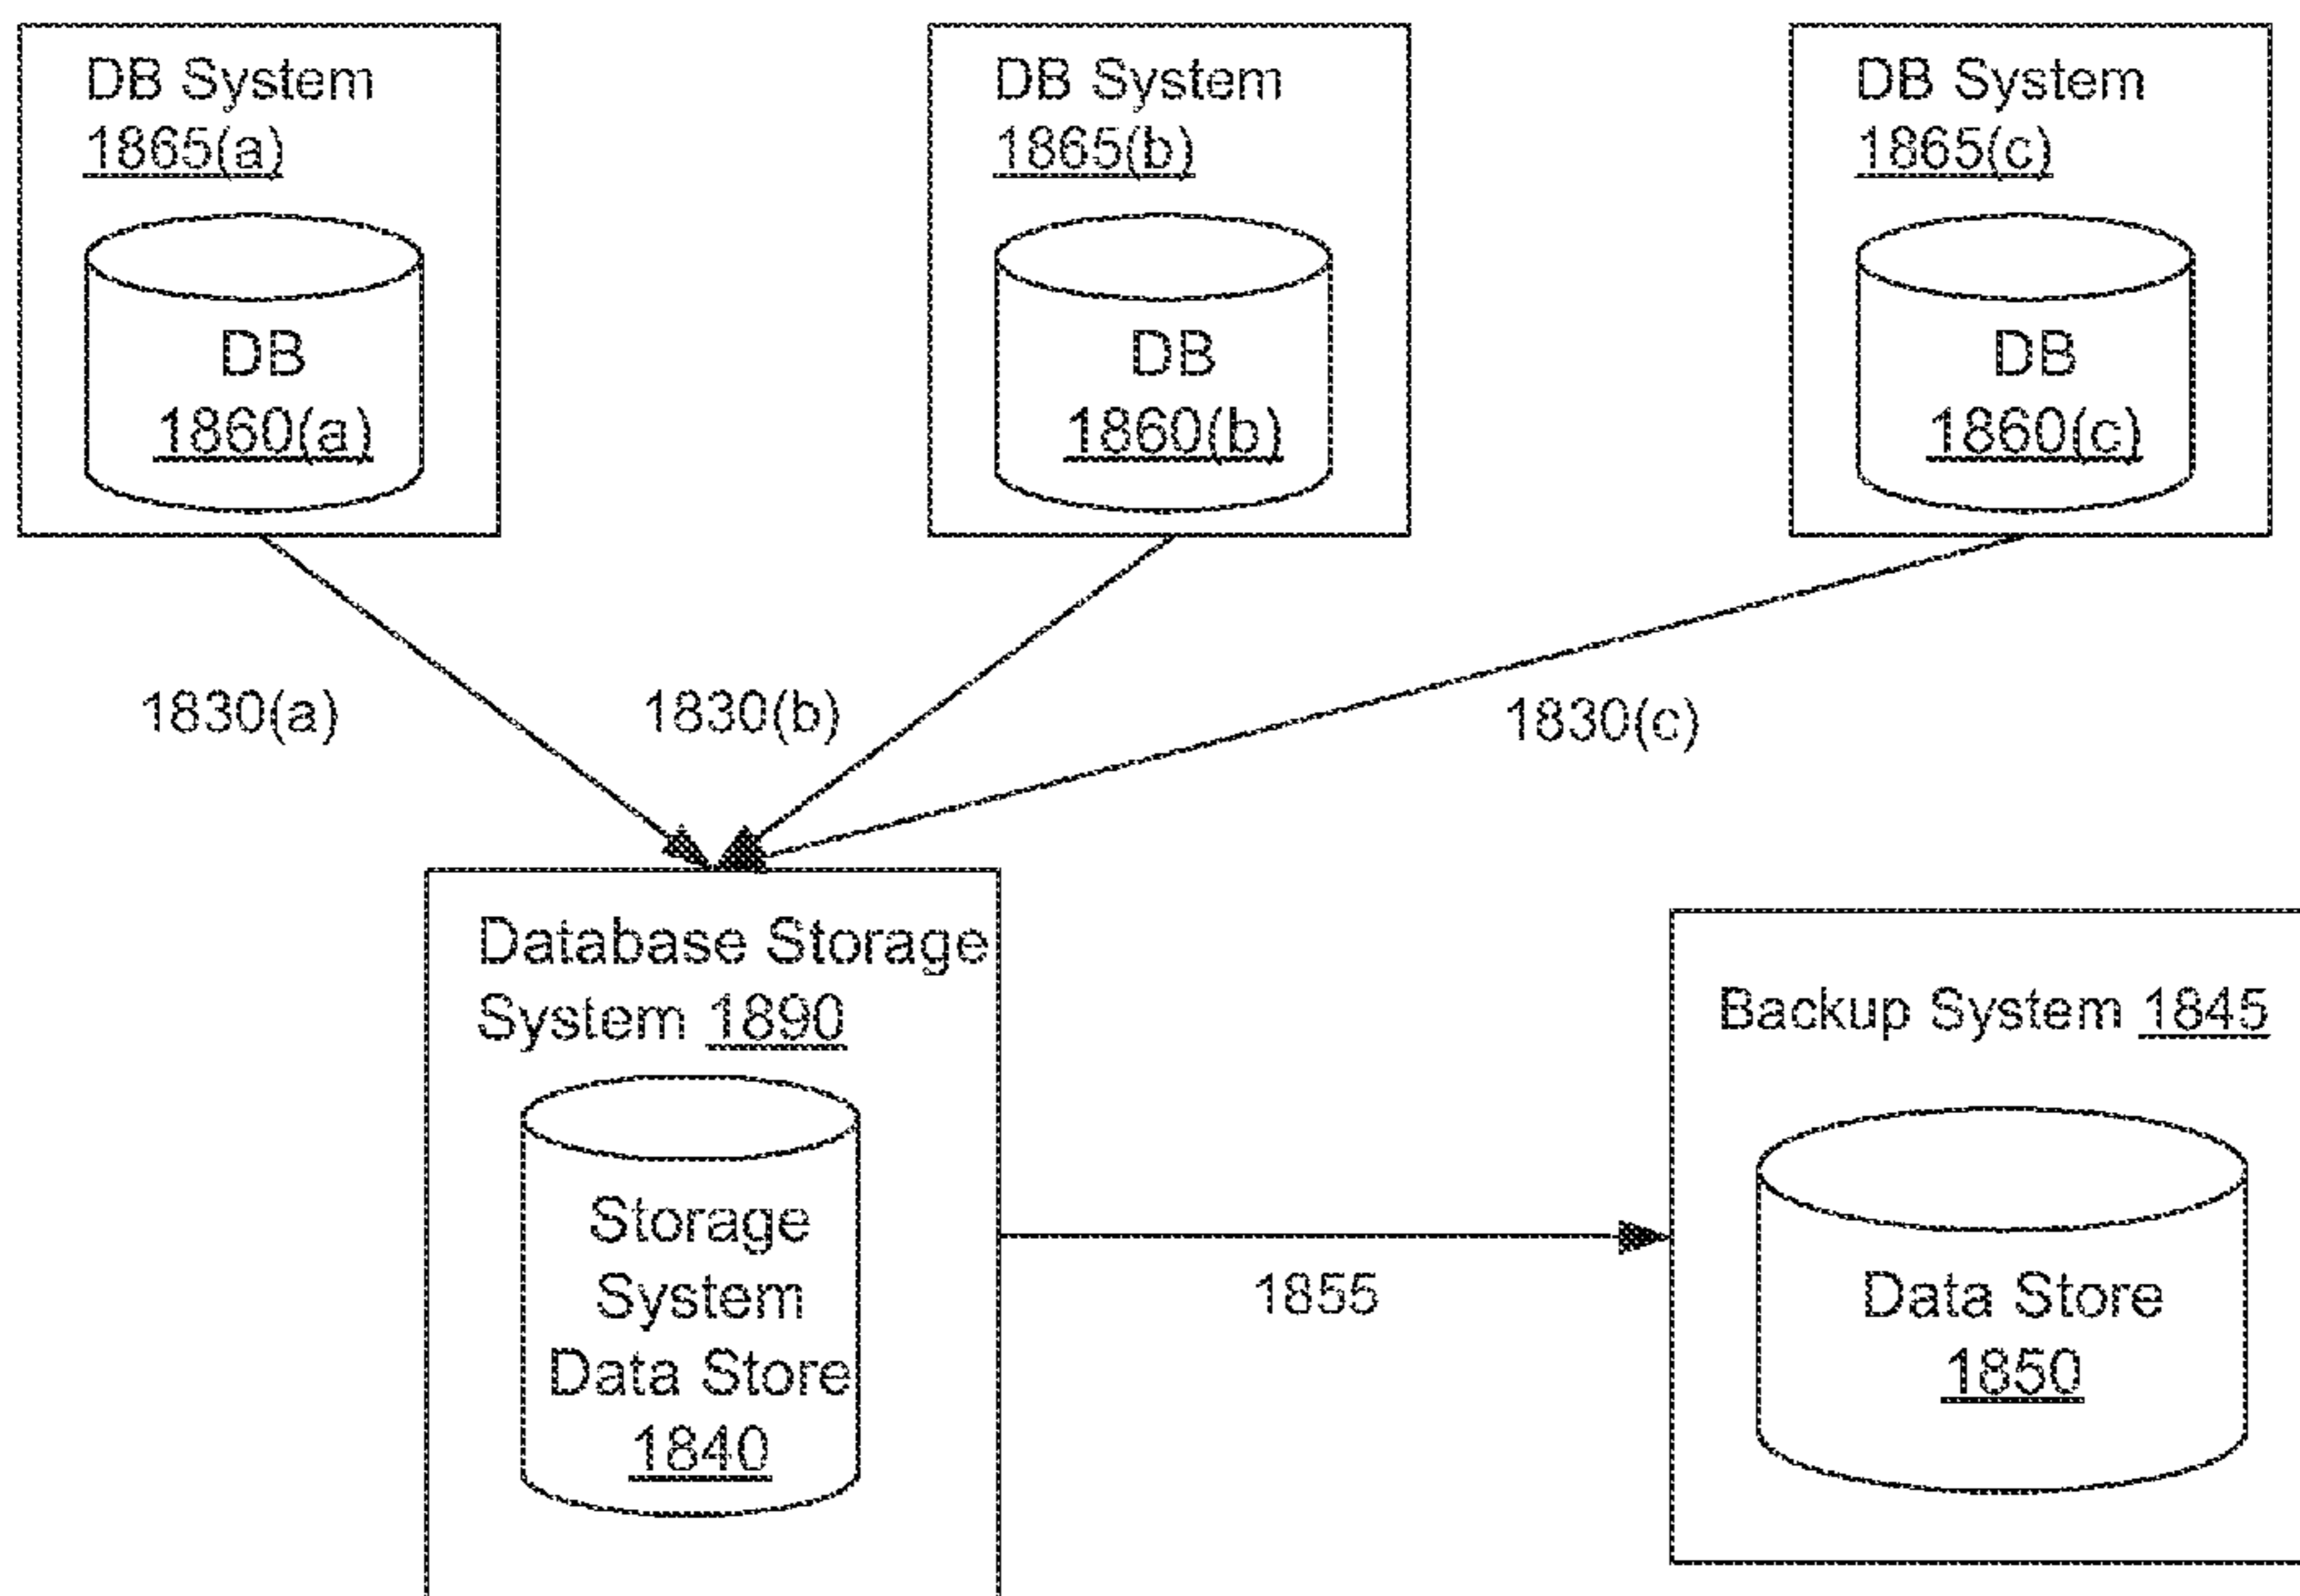 DB System
1865(a)
DB
1860(a)
DB System
1865(b)
DB
1860(b)
DB System
1865(c)
DB
1860(c)
1830(a)
1830(b)
1830(c)
Database Storage
System 1890
Storage
System
Data Store
1840
1855
Backup System 1845
Data Store
1850